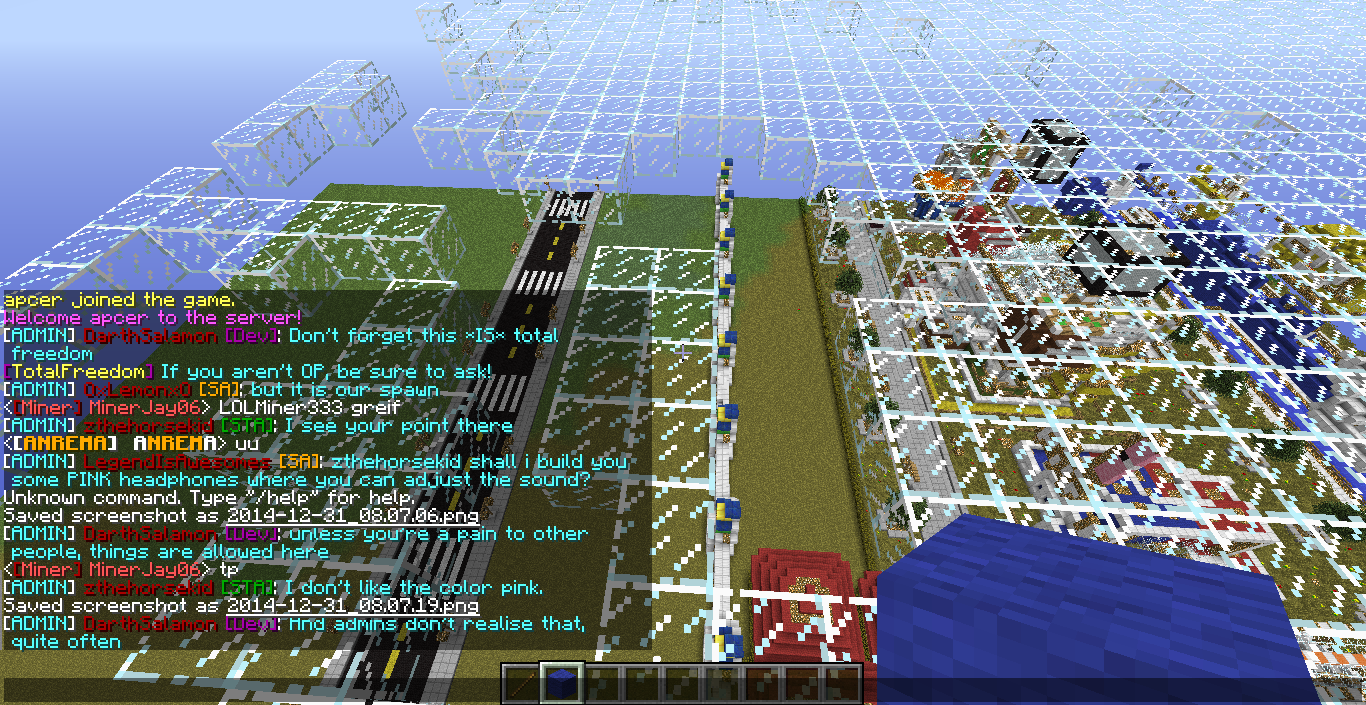 apcer joined the game.
Welcome apcer to the server!
[ADMIN] DarthSalamon [Dev]: Don't forget this *IS* total
freedom
[TotalFreedom] If you aren't OP, be sure to ask!
[ADMIN] 0xLemonx0 [SA]: but it is our spawn
<[Miner] MinerJay06> LOLMiner333 greif
[ADMIN] zthehorsekid [STA]: I see your point there
<[ANREMA] ANREMA> uu
[ADMIN] LegendIsAwesomes [SA]: zthehorsekid shall i build you
some PINK headphones where you can adjust the sound?
Unknown command. Type "/help" for help.
Saved screenshot as 2014-12-31_08.07.06.png
[ADMIN] DarthSalamon [Dev]: Unless you're a pain to other
people, things are allowed here
<[Miner] MinerJay06> tp
[ADMIN] zthehorsekid [STA]: I don't like the color pink.
Saved screenshot as 2014-12-31_08.07.19.png
[ADMIN] DarthSalamon [Dev]: And admins don't realise that,
quite often